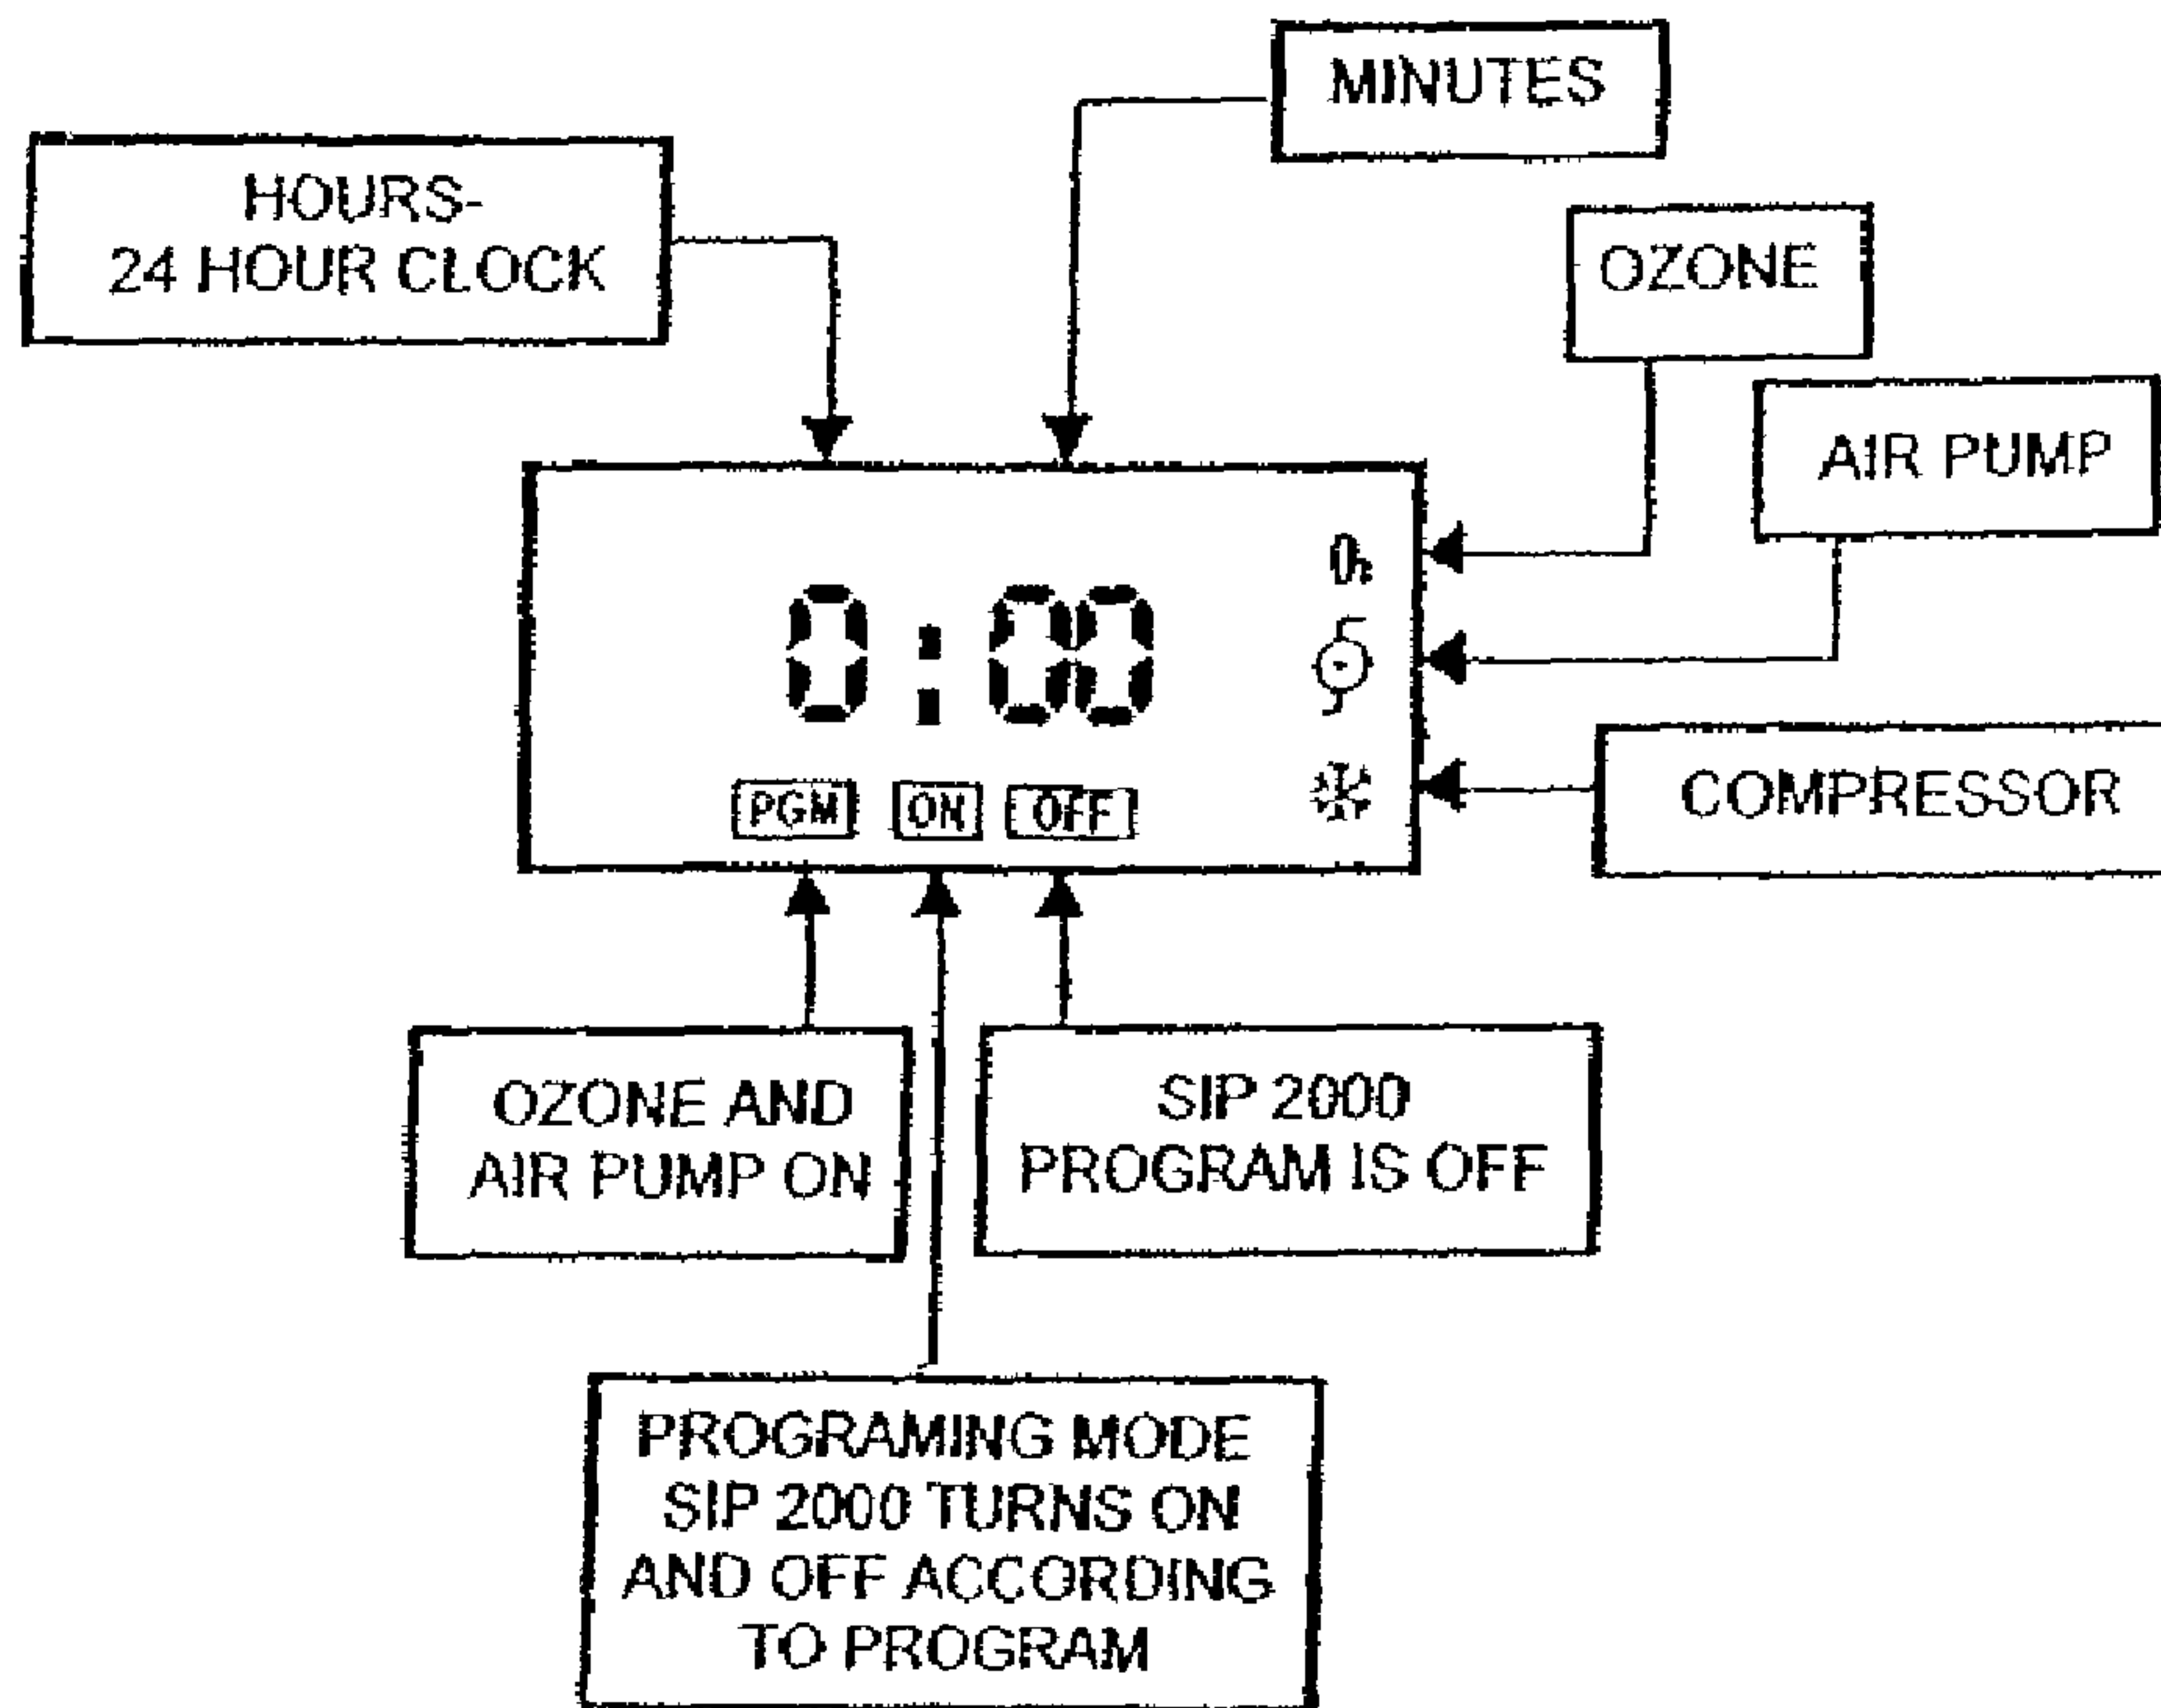 MINUTES
HOURS-
24 HOUR CLOCK
OZONE
AIR PUMP
0:00
PGM ON OFF
COMPRESSOR
OZONE AND
AIR PUMP ON
SIP 2000
PROGRAM IS OFF
PROGRAMING MODE
SIP 2000 TURNS ON
AND OFF ACCORDING
TO PROGRAM